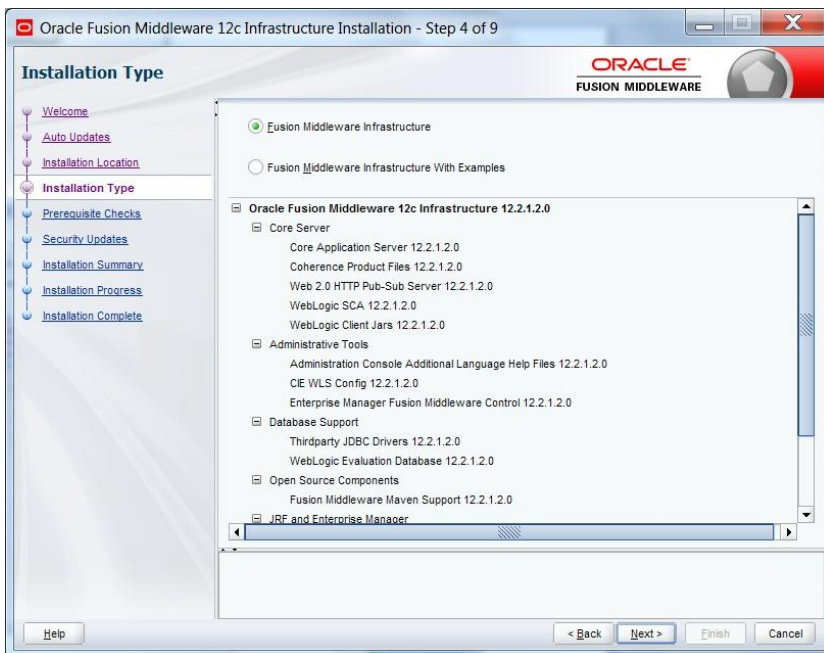 Oracle Fusion Middleware 12c Infrastructure Installation - Step 4 of 9
Installation Type
ORACLE
FUSION MIDDLEWARE
Welcome
Auto Updates
Installation Location
Installation Type
Prerequisite Checks
Security Updates
Installation Summary
Installation Progress
Installation Complete
Fusion Middleware Infrastructure
Fusion Middleware Infrastructure With Examples
Oracle Fusion Middleware 12c Infrastructure 12.2.1.2.0
Core Server
Core Application Server 12.2.1.2.0
Coherence Product Files 12.2.1.2.0
Web 2.0 HTTP Pub-Sub Server 12.2.1.2.0
WebLogic SCA 12.2.1.2.0
WebLogic Client Jars 12.2.1.2.0
Administrative Tools
Administration Console Additional Language Help Files 12.2.1.2.0
CIE WLS Config 12.2.1.2.0
Enterprise Manager Fusion Middleware Control 12.2.1.2.0
Database Support
Thirdparty JDBC Drivers 12.2.1.2.0
WebLogic Evaluation Database 12.2.1.2.0
Open Source Components
Fusion Middleware Maven Support 12.2.1.2.0
JRF and Enterprise Manager
Help
< Back
Next >
Finish
Cancel